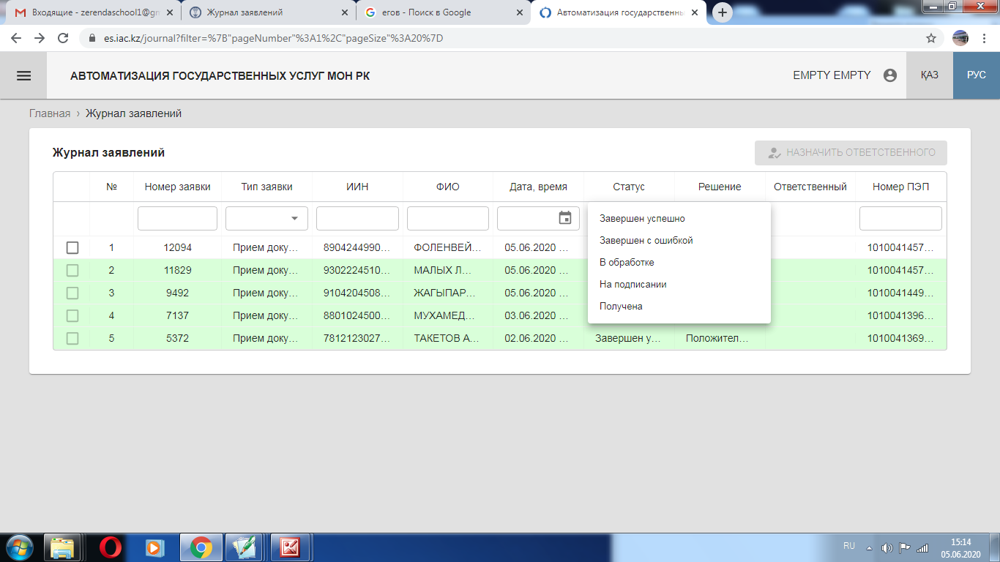 Входящие - zerendaschool1@gm
Журнал заявлений
егов - Поиск в Google
Автоматизация государственны
es.iac.kz/journal?filter=%7B"pageNumber"%3A1%2C"pageSize"%3A20%7D
АВТОМАТИЗАЦИЯ ГОСУДАРСТВЕННЫХ УСЛУГ МОН РК
EMPTY EMPTY
ҚАЗ
РУС
Главная › Журнал заявлений
Журнал заявлений
НАЗНАЧИТЬ ОТВЕТСТВЕННОГО
№ Номер заявки Тип заявки ИИН ФИО Дата, время Статус Решение Ответственный Номер ПЭП
Завершен успешно
Завершен с ошибкой
В обработке
На подписании
Получена
1 12094 Прием доку... 8904244990... ФОЛЕНВЕЙ... 05.06.2020 ... 1010041457...
2 11829 Прием доку... 9302224510... МАЛЫХ Л... 05.06.2020 ... 1010041457...
3 9492 Прием доку... 9104204508... ЖАГЫПАР... 05.06.2020 ... 1010041449...
4 7137 Прием доку... 8801024500... МУХАМЕД... 03.06.2020 ... 1010041396...
5 5372 Прием доку... 7812123027... ТАКЕТОВ А... 02.06.2020 ... Завершен у... Положител... 1010041369...
RU
15:14
05.06.2020